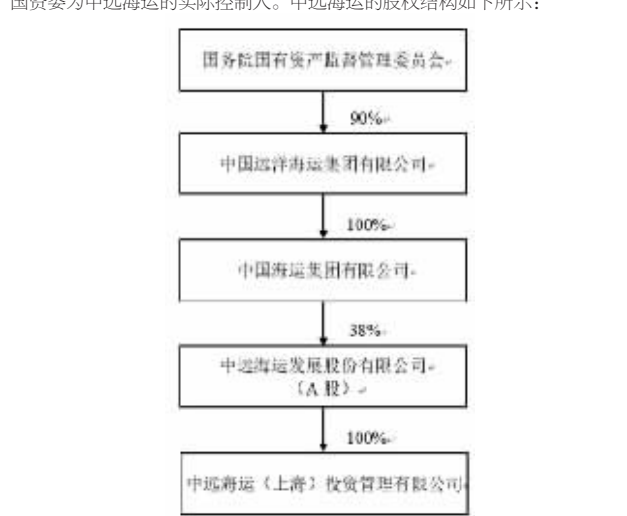 国资委为中远海运的实际控制人。中远海运的股权结构如下所示：
国务院国有资产监督管理委员会
90%
中国远洋海运集团有限公司
100%
中国海运集团有限公司
38%
中远海运发展股份有限公司
（A 股）
100%
中远海运（上海）投资管理有限公司